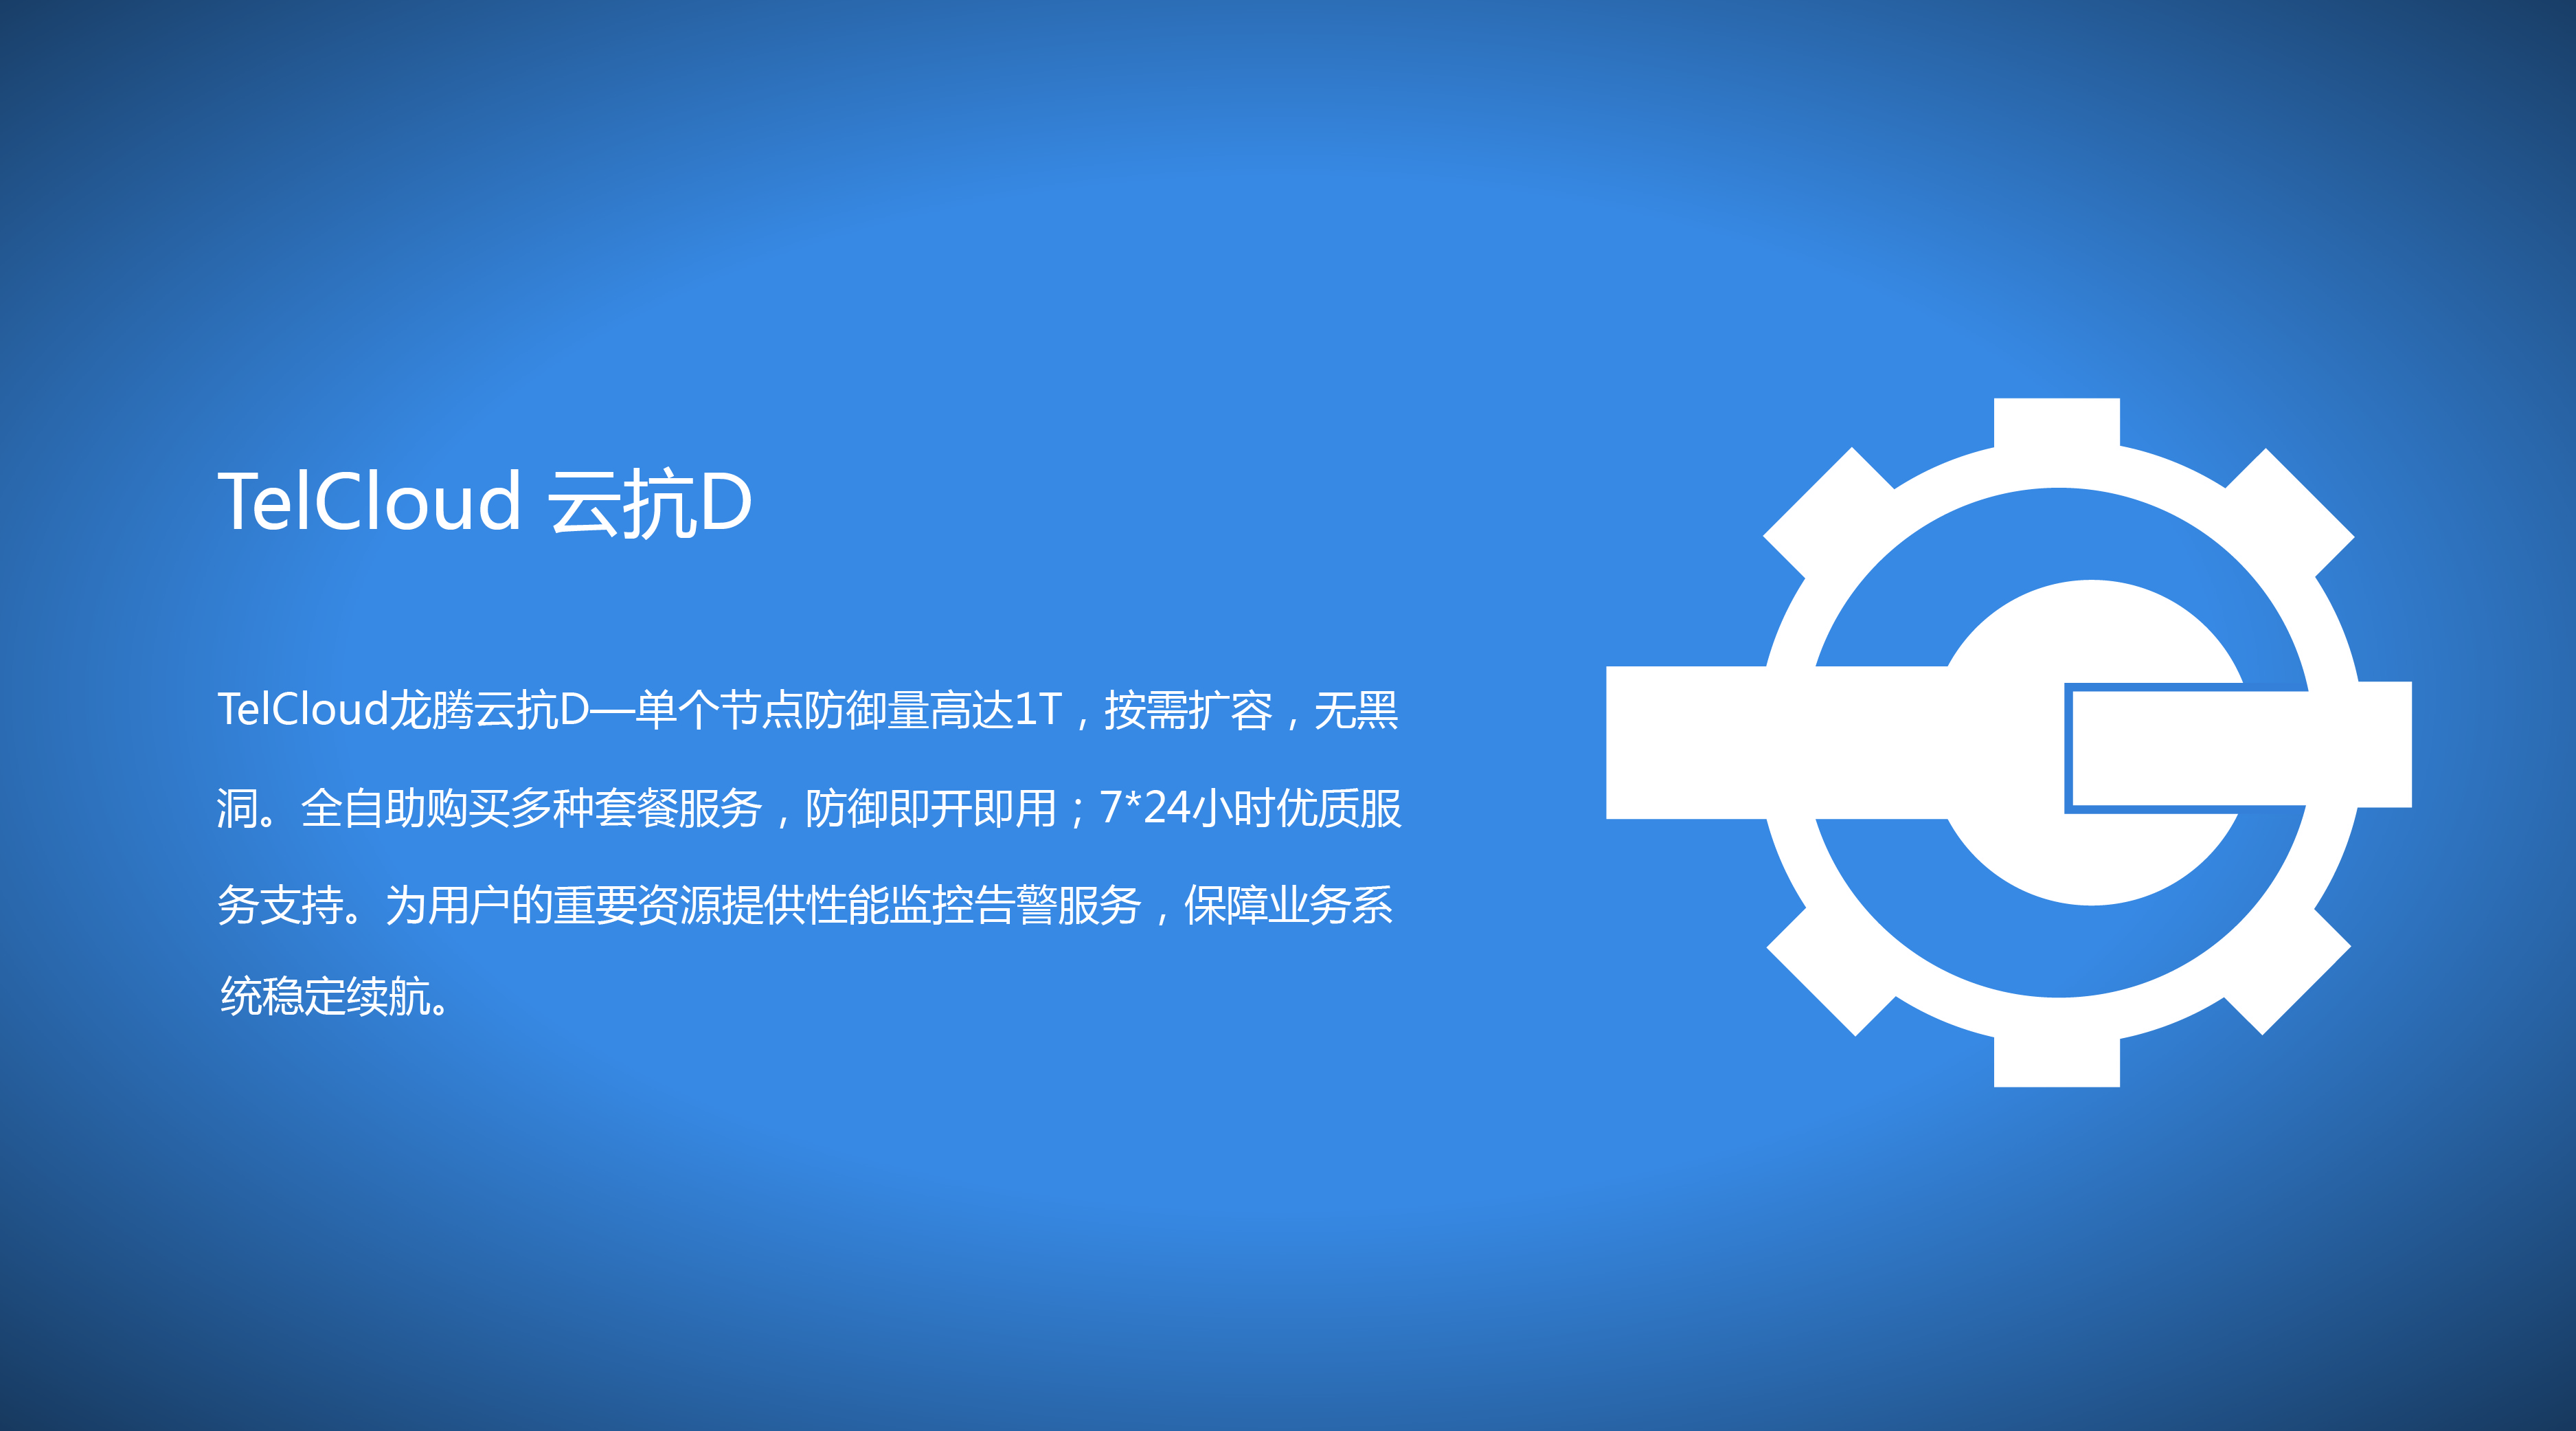 TelCloud 云抗D
TelCloud龙腾云抗D—单个节点防御量高达1T，按需扩容，无黑
洞。全自助购买多种套餐服务，防御即开即用；7*24小时优质服
务支持。为用户的重要资源提供性能监控告警服务，保障业务系
统稳定续航。